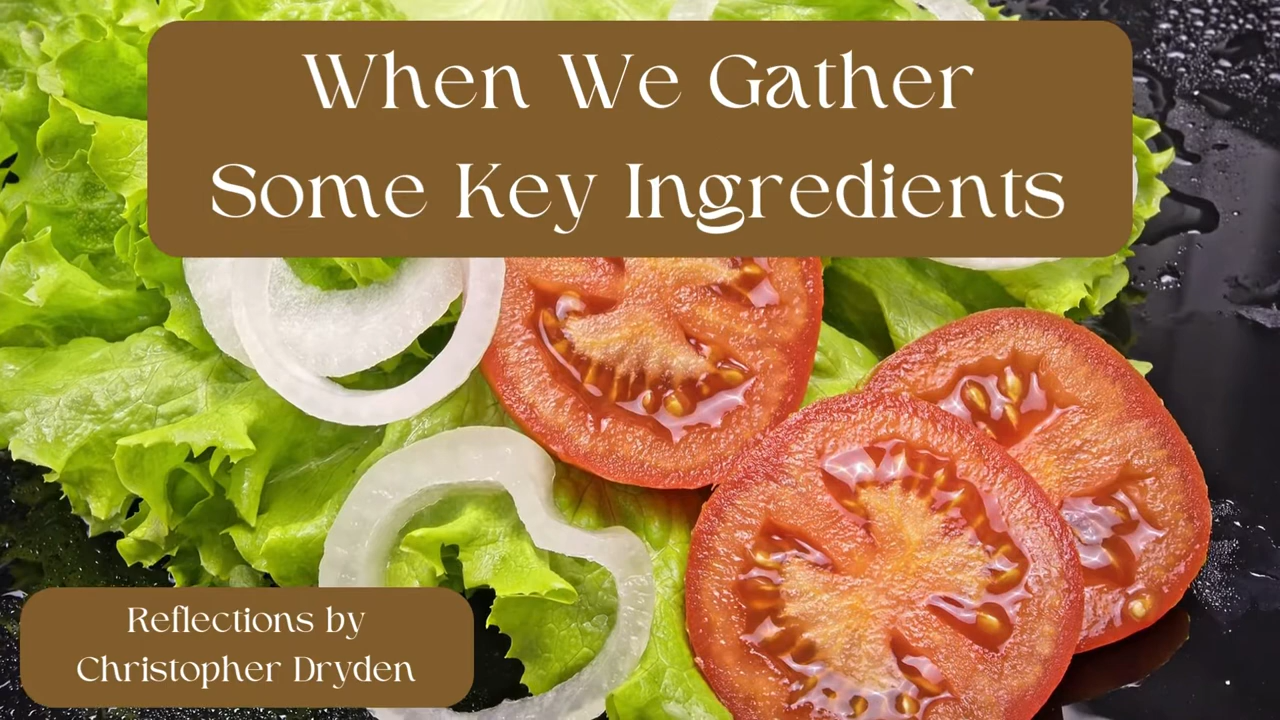 When We Gather
Some Key Ingredients
Reflections by
Christopher Dryden